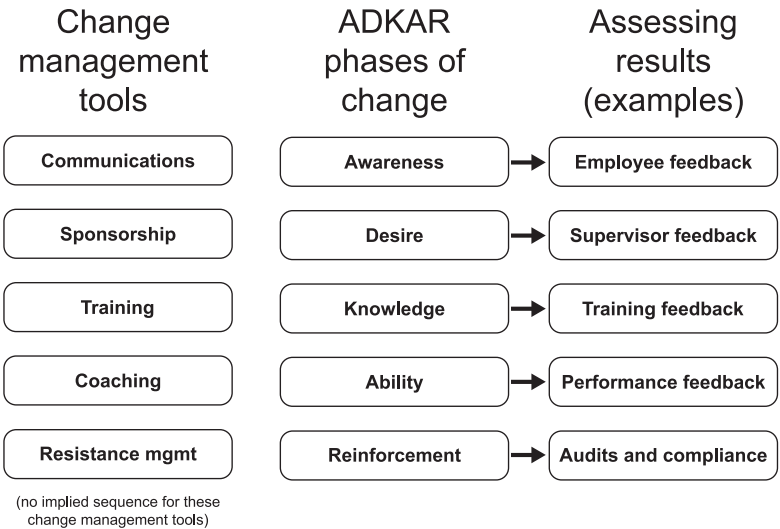 Change
management
tools
ADKAR
phases of
change
Assessing
results
(examples)
Communications
Awareness
Employee feedback
Sponsorship
Desire
Supervisor feedback
Training
Knowledge
Training feedback
Coaching
Ability
Performance feedback
Resistance mgmt
Reinforcement
Audits and compliance
(no implied sequence for these
change management tools)